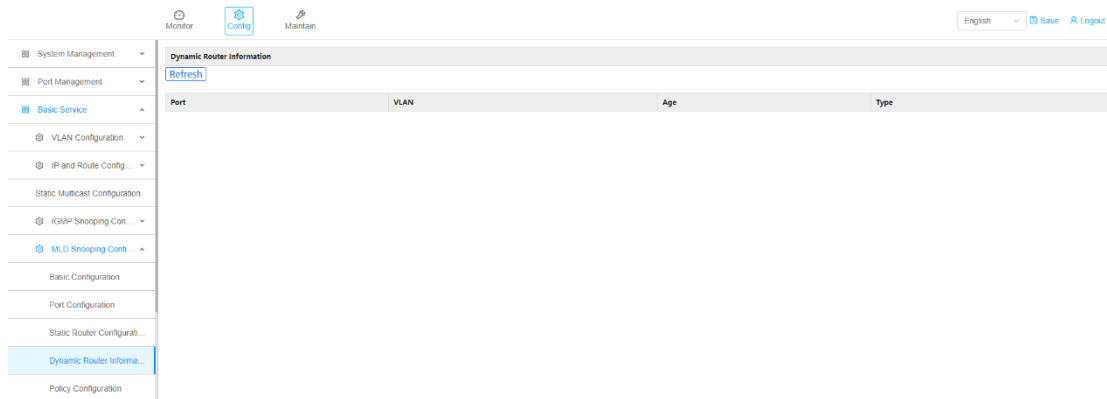 Monitor
Config
Maintain
English
Save
Logout
System Management
Port Management
Basic Service
VLAN Configuration
IP and Route Config...
Static Multicast Configuration
IGMP Snooping Con...
MLD Snooping Confi...
Basic Configuration
Port Configuration
Static Router Configurati...
Dynamic Router Informa...
Policy Configuration
Dynamic Router Information
Refresh
Port VLAN Age Type